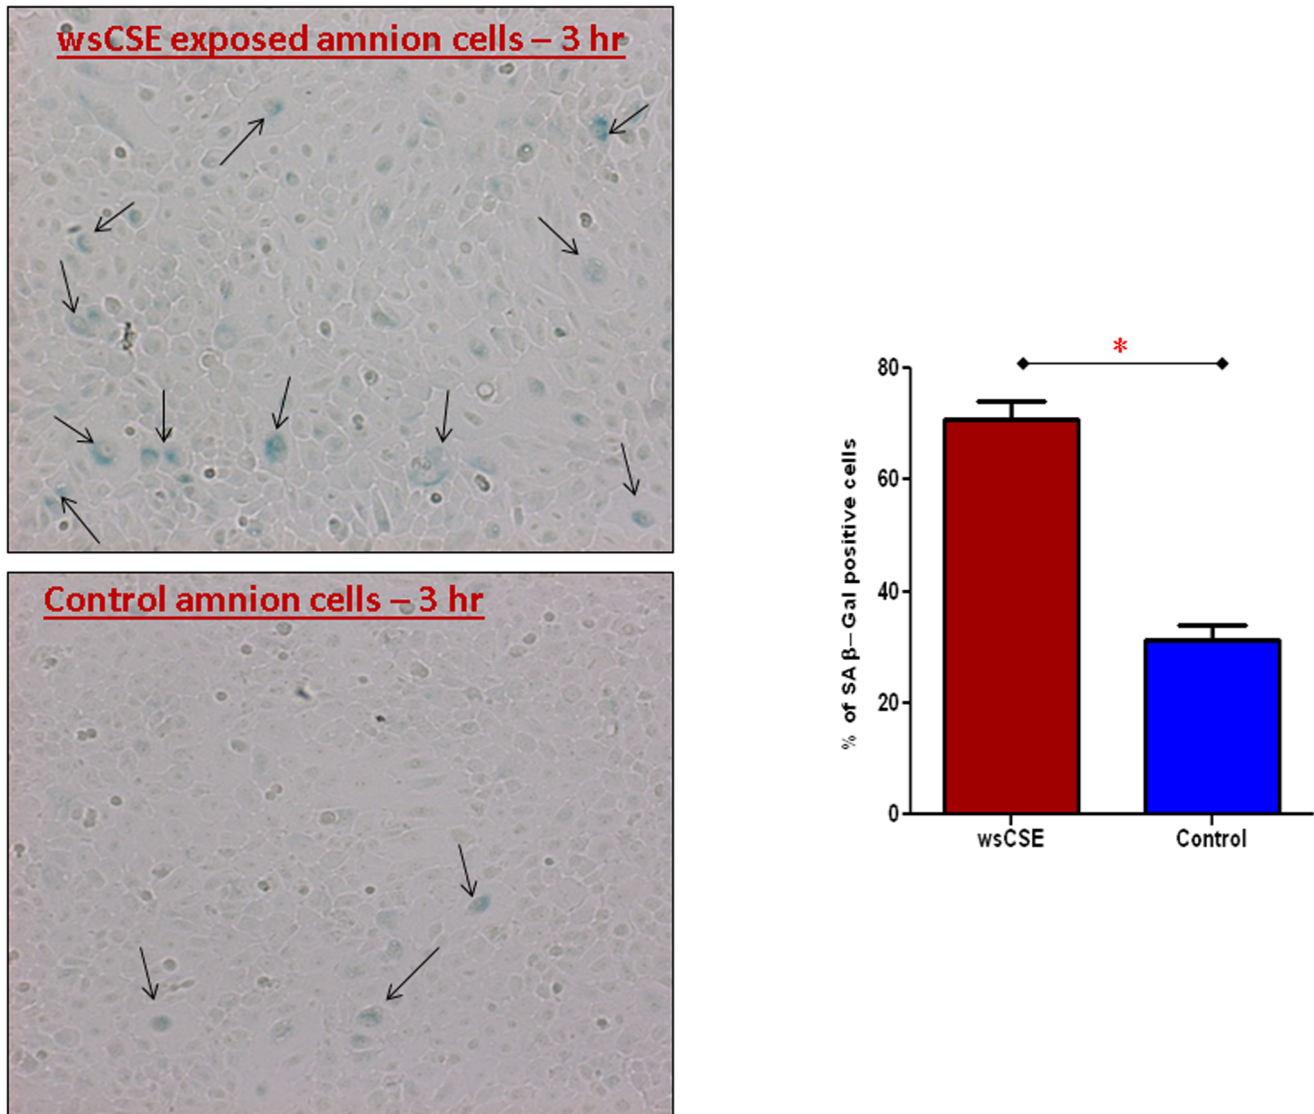 wsCSE exposed amnion cells – 3 hr
Control amnion cells – 3 hr
*
80
60
40
20
0
% of SA β–Gal positive cells
wsCSE
Control